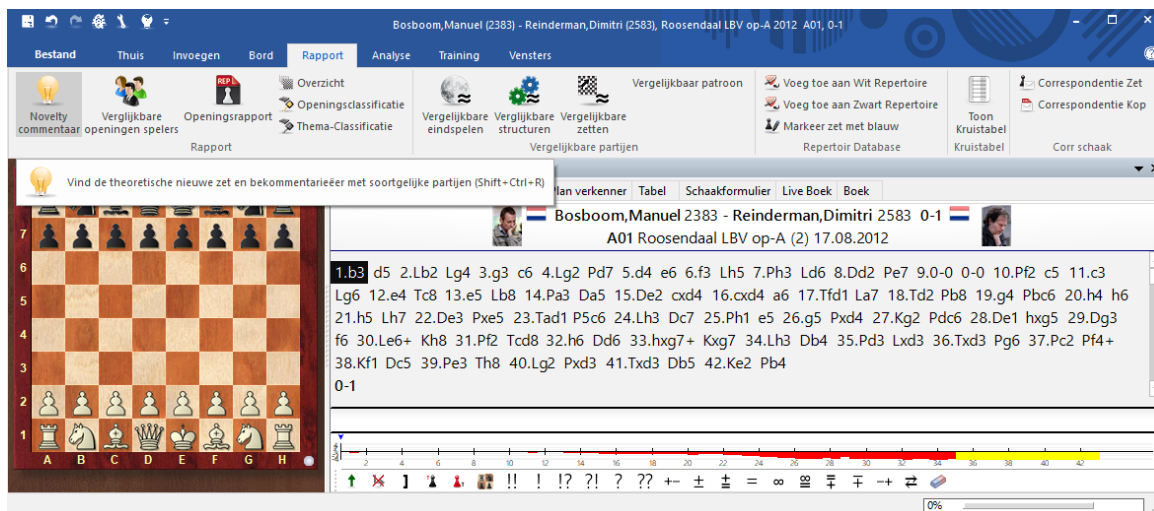 Bosboom,Manuel (2383) - Reinderman,Dimitri (2583), Roosendaal LBV op-A 2012 A01, 0-1
Bestand Thuis Invoegen Bord Rapport Analyse Training Vensters
Novelty commentaar
Verglijkbare openingen spelers
Openingsrapport
Overzicht
Openingsclassificatie
Thema-Classificatie
Rapport
Vergelijkbare eindspelen
Verglijkbare structuren
Vergelijkbare zetten
Vergelijkbaar patroon
Vergelijkbare partijen
Voeg toe aan Wit Repertoire
Voeg toe aan Zwart Repertoire
Markeer zet met blauw
Repertoir Database
Toon Kruistabel
Kruistabel
Correspondentie Zet
Correspondentie Kop
Corr schaak
Vind de theoretische nieuwe zet en bekommentarieëer met soortgelijke partijen (Shift+Ctrl+R)
Plan verkenner Tabel Schaakformulier Live Boek Boek
Bosboom,Manuel 2383 - Reinderman,Dimitri 2583 0-1
A01 Roosendaal LBV op-A (2) 17.08.2012
1.b3 d5 2.Lb2 Lg4 3.g3 c6 4.Lg2 Pd7 5.d4 e6 6.f3 Lh5 7.Ph3 Ld6 8.Dd2 Pe7 9.0-0 0-0 10.Pf2 c5 11.c3
Lg6 12.e4 Tc8 13.e5 Lb8 14.Pa3 Da5 15.De2 cxd4 16.cxd4 a6 17.Tfd1 La7 18.Td2 Pb8 19.g4 Pbc6 20.h4 h6
21.h5 Lh7 22.De3 Pxe5 23.Tad1 P5c6 24.Lh3 Dc7 25.Ph1 e5 26.g5 Pxd4 27.Kg2 Pdc6 28.De1 hxg5 29.Dg3
f6 30.Le6+ Kh8 31.Pf2 Tcd8 32.h6 Dd6 33.hxg7+ Kxg7 34.Lh3 Db4 35.Pd3 Lxd3 36.Txd3 Pg6 37.Pc2 Pf4+
38.Kf1 Dc5 39.Pe3 Th8 40.Lg2 Pxd3 41.Txd3 Db5 42.Ke2 Pb4
0-1
7
6
5
4
3
2
1
A B C D E F G H
2 4 6 8 10 12 14 16 18 20 22 24 26 28 30 32 34 36 38 40 42
!! ! !? ?! ? ?? +- ± ⩲ = ∞ ⩱ ∓ -+ ⇄
0%